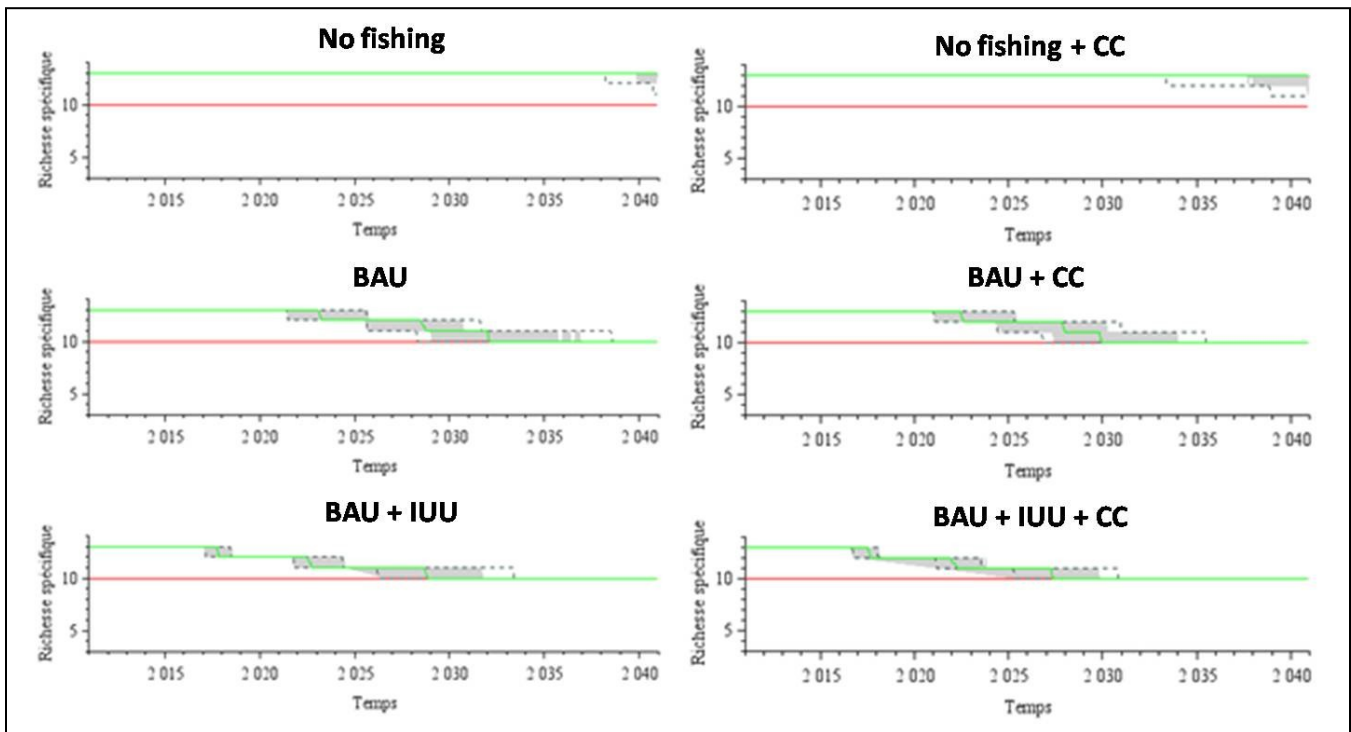 No fishing
Richesse spécifique
10
5
2 015 2 020 2 025 2 030 2 035 2 040
Temps
No fishing + CC
Richesse spécifique
10
5
2 015 2 020 2 025 2 030 2 035 2 040
Temps
BAU
Richesse spécifique
10
5
2 015 2 020 2 025 2 030 2 035 2 040
Temps
BAU + CC
Richesse spécifique
10
5
2 015 2 020 2 025 2 030 2 035 2 040
Temps
BAU + IUU
Richesse spécifique
10
5
2 015 2 020 2 025 2 030 2 035 2 040
Temps
BAU + IUU + CC
Richesse spécifique
10
5
2 015 2 020 2 025 2 030 2 035 2 040
Temps